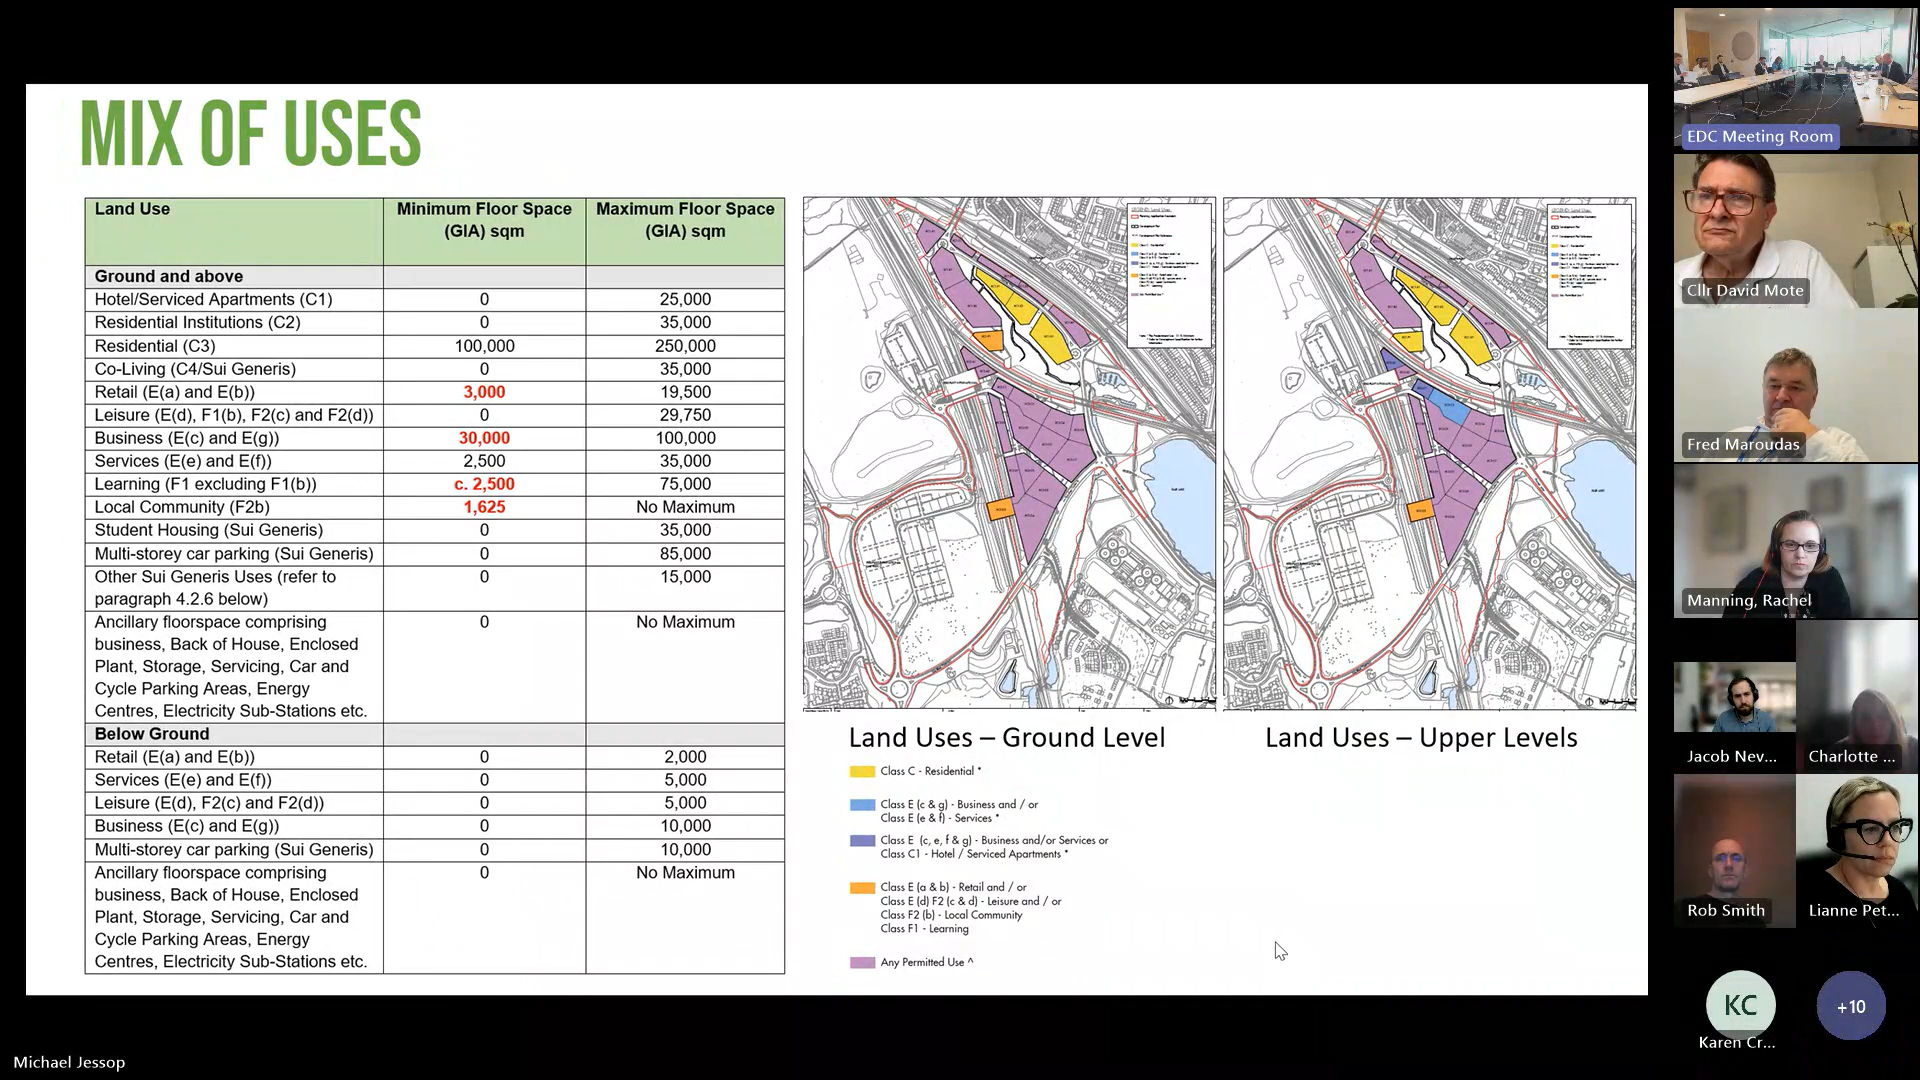 MIX OF USES
Land Use
Minimum Floor Space (GIA) sqm
Maximum Floor Space (GIA) sqm
Ground and above
Hotel/Serviced Apartments (C1) 0 25,000
Residential Institutions (C2) 0 35,000
Residential (C3) 100,000 250,000
Co-Living (C4/Sui Generis) 0 35,000
Retail (E(a) and E(b)) 3,000 19,500
Leisure (E(d), F1(b), F2(c) and F2(d)) 0 29,750
Business (E(c) and E(g)) 30,000 100,000
Services (E(e) and E(f)) 2,500 35,000
Learning (F1 excluding F1(b)) c. 2,500 75,000
Local Community (F2b) 1,625 No Maximum
Student Housing (Sui Generis) 0 35,000
Multi-storey car parking (Sui Generis) 0 85,000
Other Sui Generis Uses (refer to 0 15,000
paragraph 4.2.6 below)
Ancillary floorspace comprising 0 No Maximum
business, Back of House, Enclosed
Plant, Storage, Servicing, Car and
Cycle Parking Areas, Energy
Centres, Electricity Sub-Stations etc.
Below Ground
Retail (E(a) and E(b)) 0 2,000
Services (E(e) and E(f)) 0 5,000
Leisure (E(d), F2(c) and F2(d)) 0 5,000
Business (E(c) and E(g)) 0 10,000
Multi-storey car parking (Sui Generis) 0 10,000
Ancillary floorspace comprising 0 No Maximum
business, Back of House, Enclosed
Plant, Storage, Servicing, Car and
Cycle Parking Areas, Energy
Centres, Electricity Sub-Stations etc.
Land Uses – Ground Level
Land Uses – Upper Levels
Class C - Residential *
Class E (c & g) - Business and / or
Class E (e & f) - Services *
Class E (c, e, f & g) - Business and/or Services or
Class C1 - Hotel / Serviced Apartments *
Class E (a & b) - Retail and / or
Class E (d) F2 (c & d) - Leisure and / or
Class F2 (b) - Local Community
Class F1 - Learning
Any Permitted Use ^
EDC Meeting Room
Cllr David Mote
Fred Maroudas
Manning, Rachel
Jacob Nev...
Charlotte ...
Rob Smith
Lianne Pet...
KC
Karen Cr...
+10
Michael Jessop